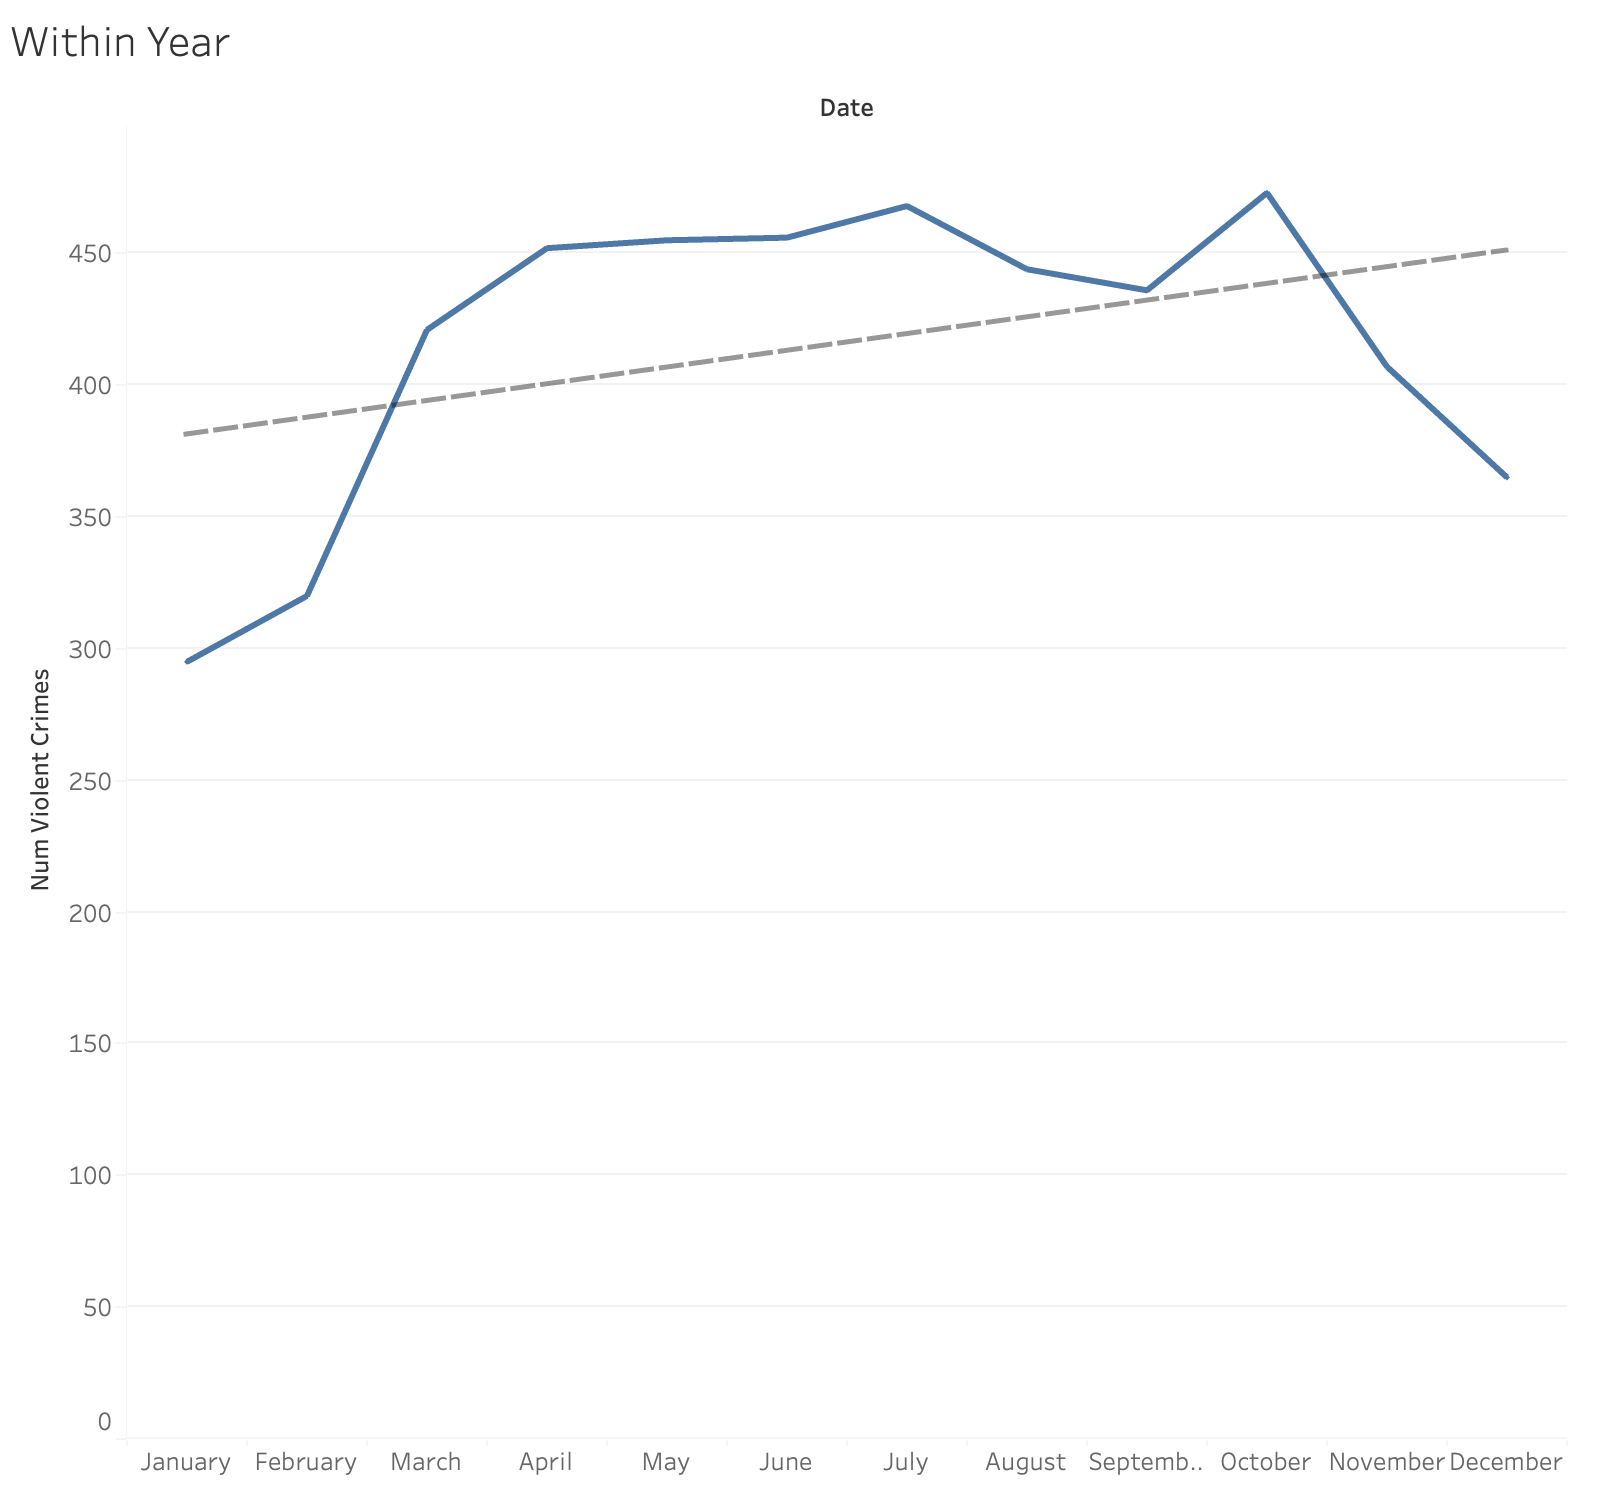 Within Year
Date
450
400
350
300
250
200
150
100
50
0
Num Violent Crimes
January February March April May June July August Septemb.. October November December